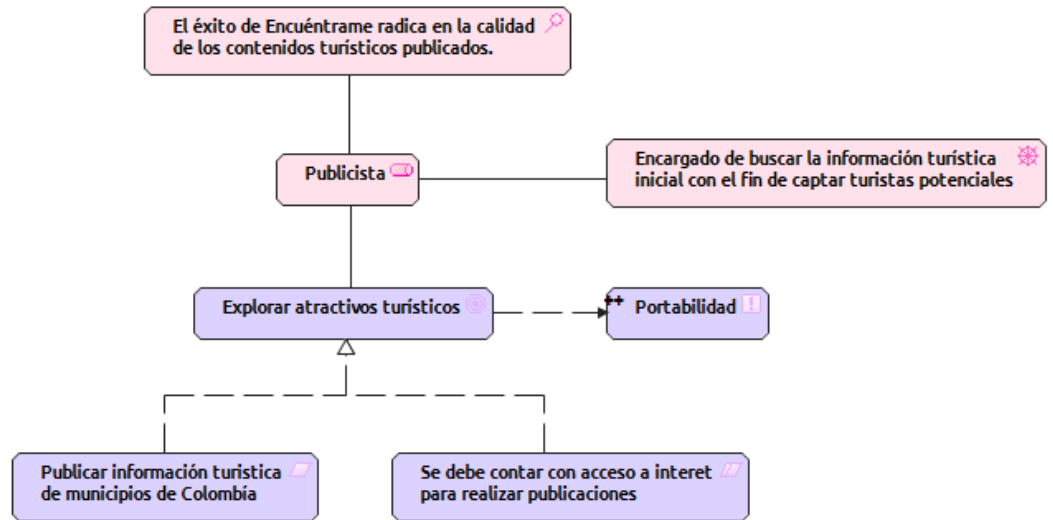 El éxito de Encuéntrame radica en la calidad
de los contenidos turísticos publicados.
Publicista
Encargado de buscar la información turística
inicial con el fin de captar turistas potenciales
Explorar atractivos turísticos
++ Portabilidad
Publicar información turistica
de municipios de Colombia
Se debe contar con acceso a interet
para realizar publicaciones